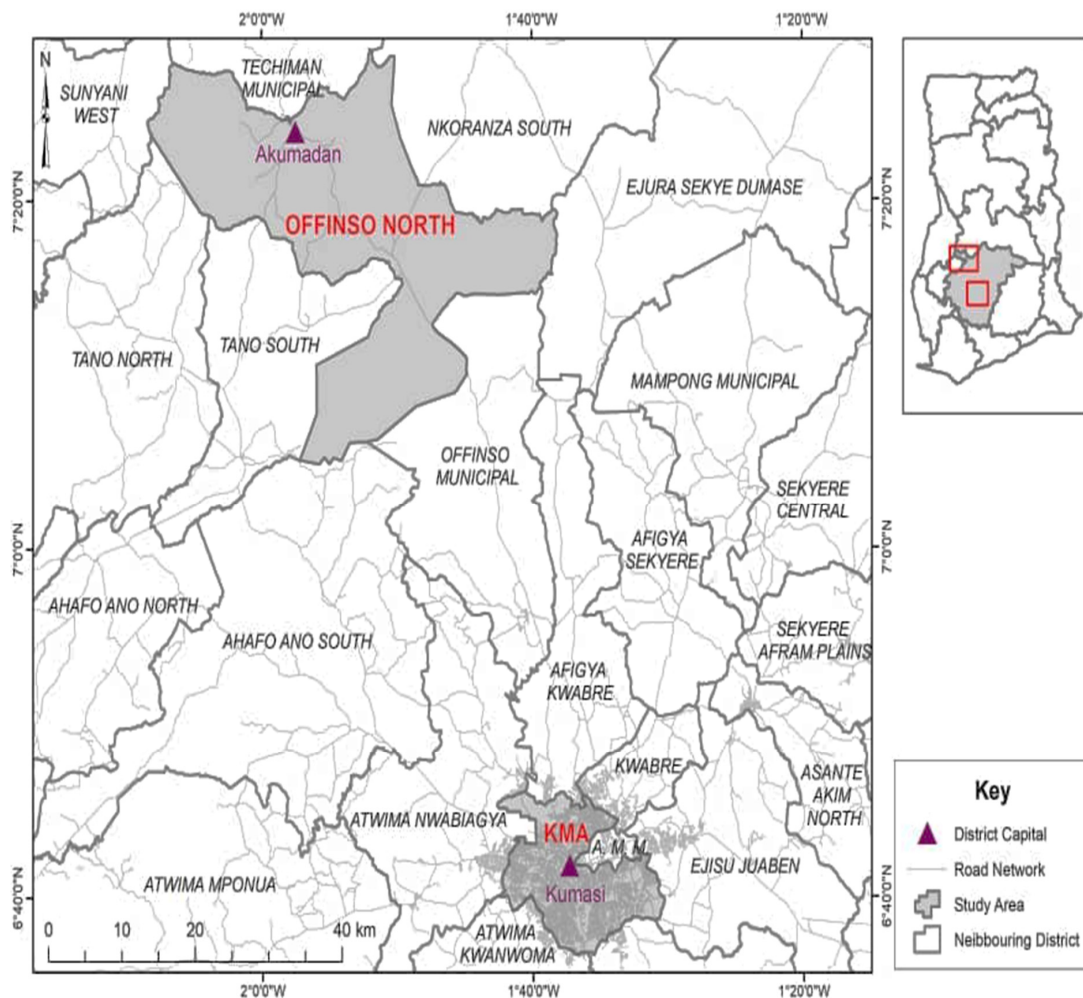 2°0'0"W
1°40'0"W
1°20'0"W
N
SUNYANI
WEST
TECHIMAN
MUNICIPAL
Akumadan
NKORANZA SOUTH
EJURA SEKYE DUMASE
7°20'0"N
7°20'0"N
OFFINSO NORTH
TANO NORTH
TANO SOUTH
MAMPONG MUNICIPAL
OFFINSO
MUNICIPAL
SEKYERE
CENTRAL
AFIGYA
SEKYERE
7°0'0"N
7°0'0"N
AHAFO ANO NORTH
AHAFO ANO SOUTH
SEKYERE
AFRAM PLAINS
AFIGYA
KWABRE
KWABRE
ASANTE
AKIM
NORTH
ATWIMA NWABIAGYA
KMA
A. M. M.
EJISU JUABEN
ATWIMA MPONUA
Kumasi
6°40'0"N
6°40'0"N
ATWIMA
KWANWOMA
0 10 20 40 km
2°0'0"W
1°40'0"W
1°20'0"W
Key
District Capital
Road Network
Study Area
Neibbouring District